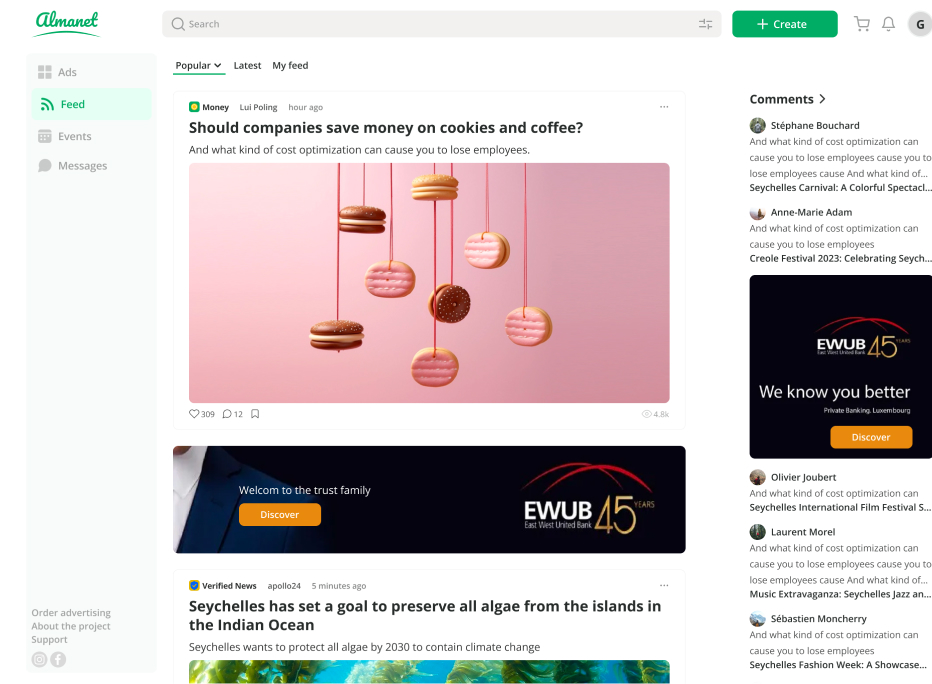 Almanet
Search
Create
G
Ads
Feed
Events
Messages
Order advertising
About the project
Support
Popular
Latest
My feed
Money Lui Poling hour ago
Should companies save money on cookies and coffee?
And what kind of cost optimization can cause you to lose employees.
309
12
4.8k
Welcom to the trust family
Discover
EWUB 45 YEARS
East West United Bank
Verified News apollo24 5 minutes ago
Seychelles has set a goal to preserve all algae from the islands in
the Indian Ocean
Seychelles wants to protect all algae by 2030 to contain climate change
Comments
Stéphane Bouchard
And what kind of cost optimization can
cause you to lose employees cause you to
lose employees cause And what kind of...
Seychelles Carnival: A Colorful Spectacl...
Anne-Marie Adam
And what kind of cost optimization can
cause you to lose employees
Creole Festival 2023: Celebrating Seych...
EWUB 45 YEARS
East West United Bank
We know you better
Private Banking. Luxembourg
Discover
Olivier Joubert
And what kind of cost optimization can
Seychelles International Film Festival S...
Laurent Morel
And what kind of cost optimization can
cause you to lose employees cause you to
lose employees cause And what kind of...
Music Extravaganza: Seychelles Jazz an...
Sébastien Moncherry
And what kind of cost optimization can
cause you to lose employees
Seychelles Fashion Week: A Showcase...